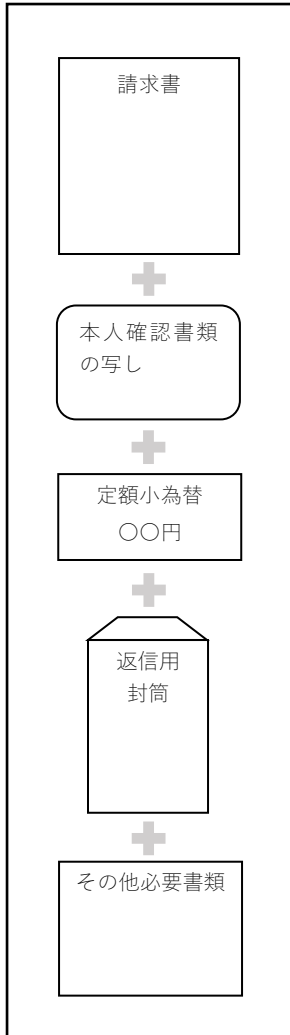 請求書
本人確認書類
の写し
定額小為替
〇〇円
返信用
封筒
その他必要書類